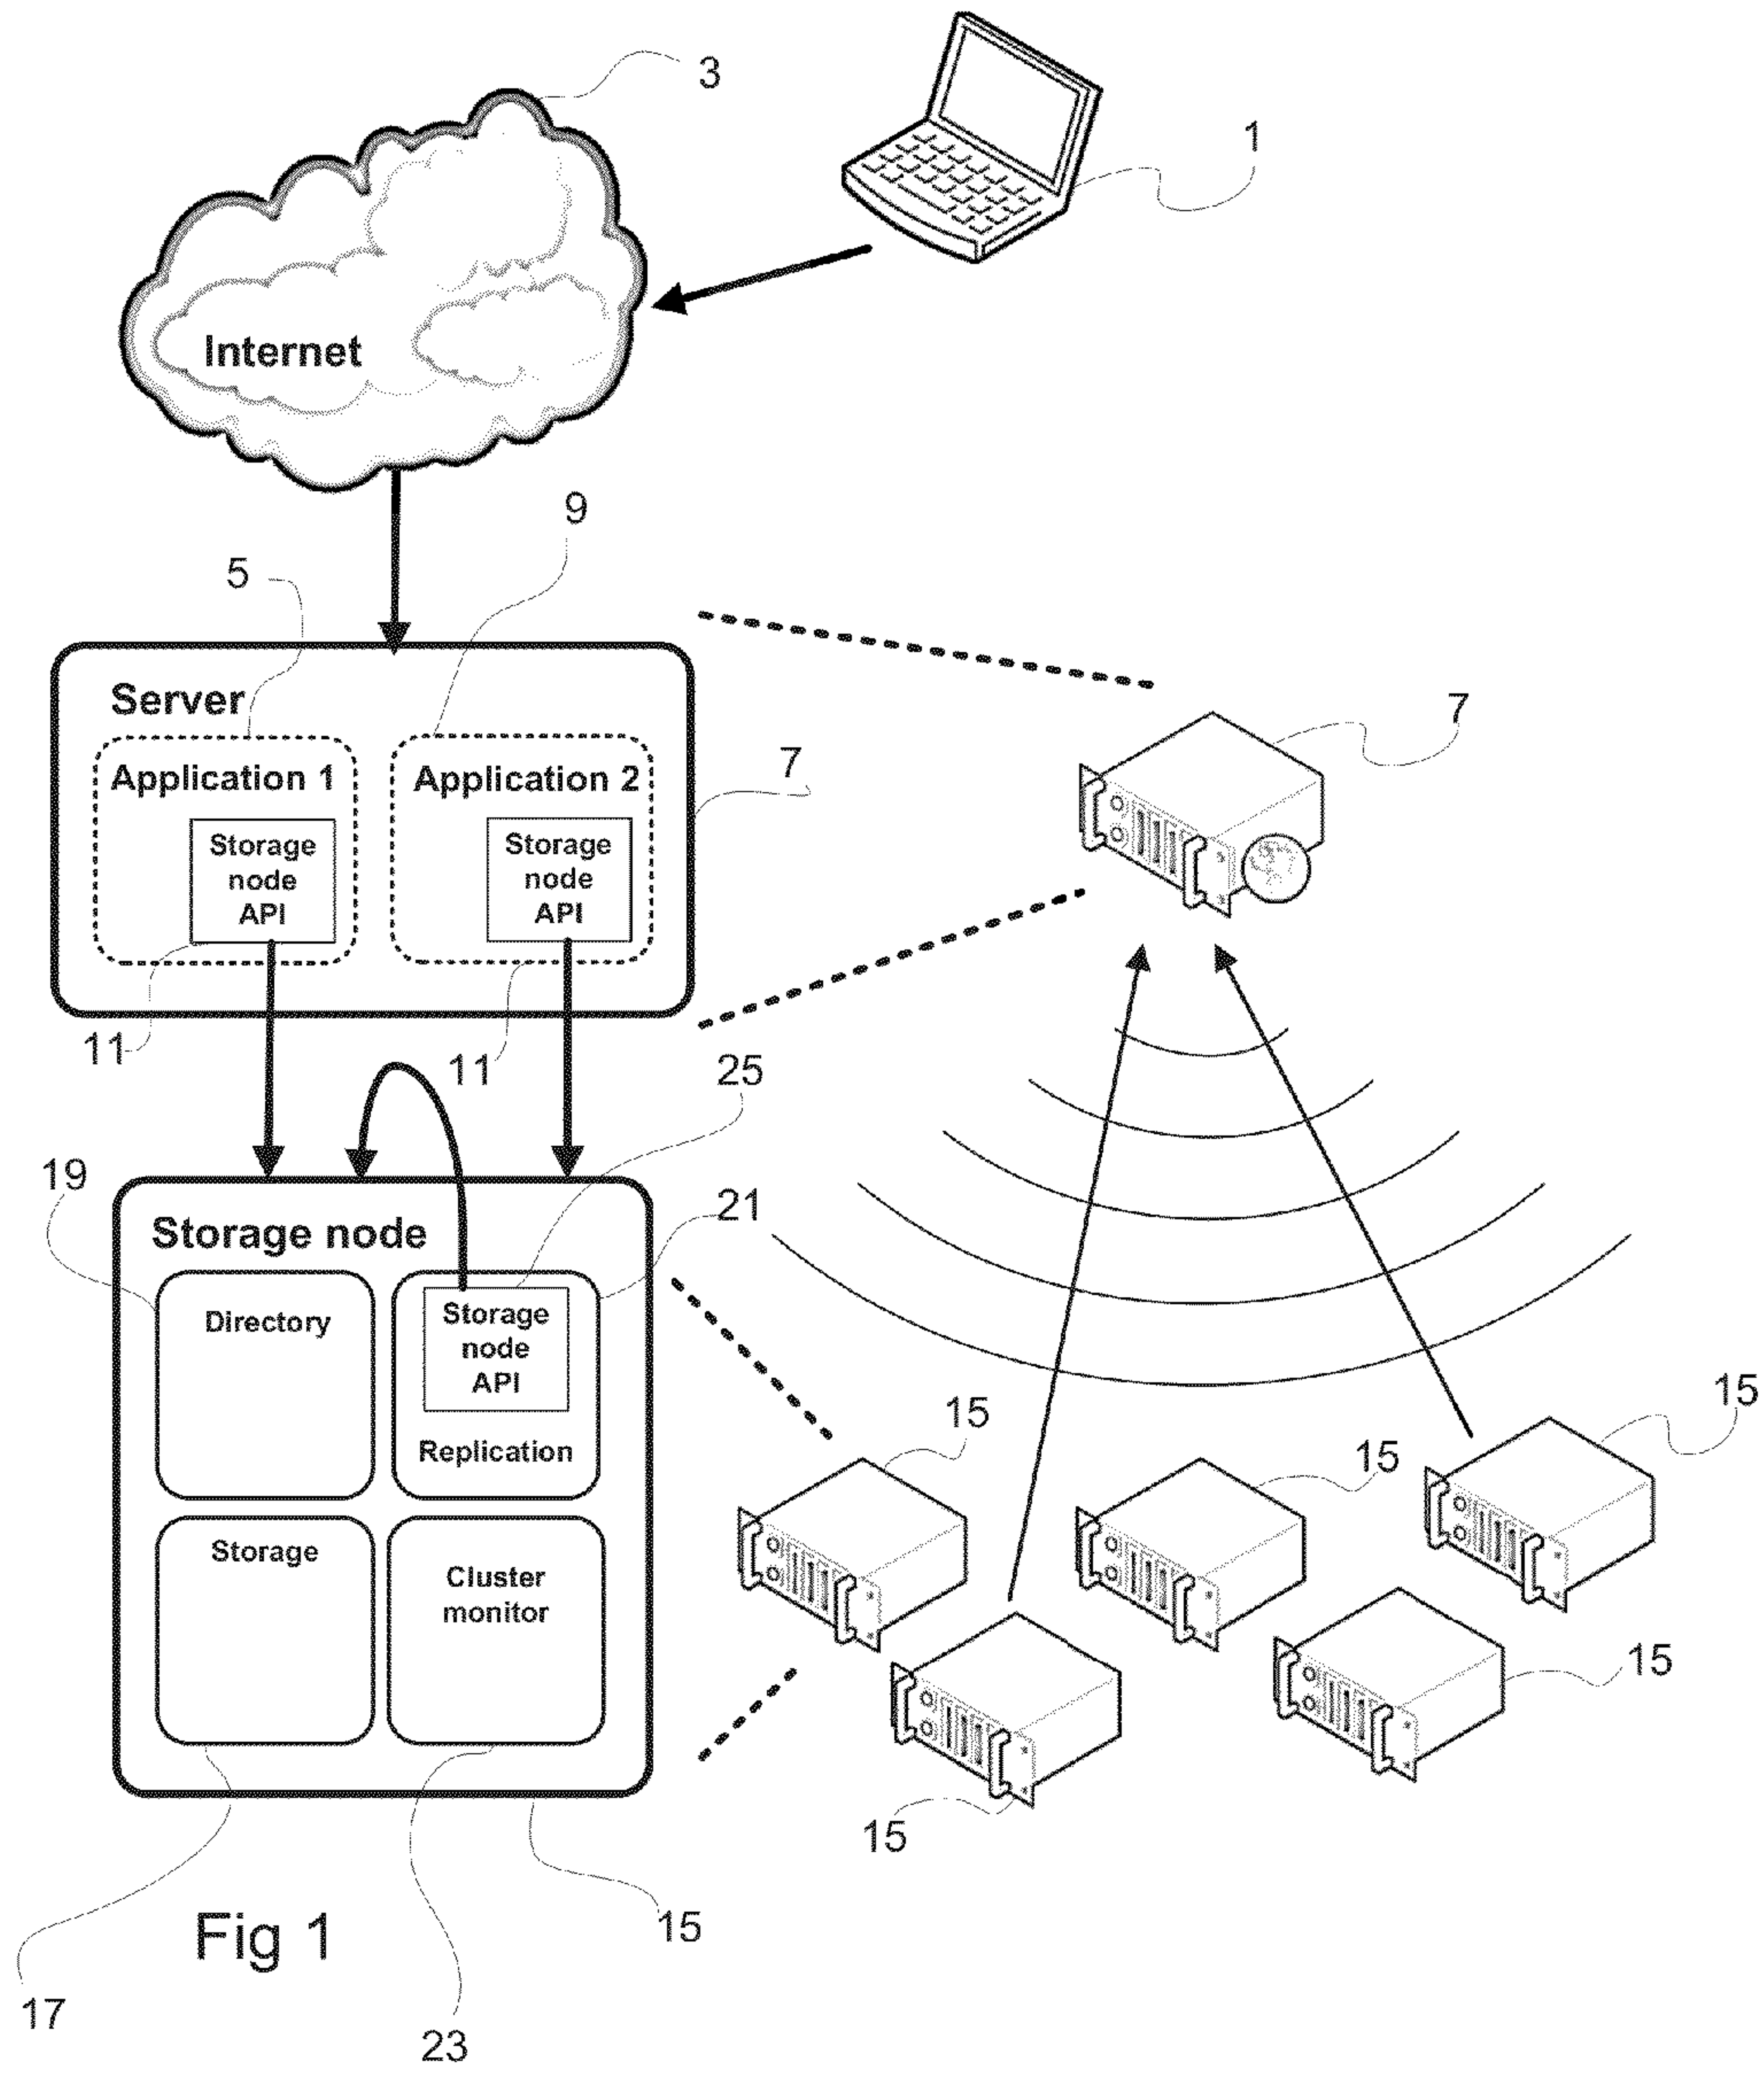 3
1
Internet
9
5
Server
7
7
Application 1
Application 2
Storage
node
API
Storage
node
API
11
11
25
19
21
Storage node
Directory
Storage
node
API
Replication
15
15
15
Storage
Cluster
monitor
15
15
15
Fig 1
17
23